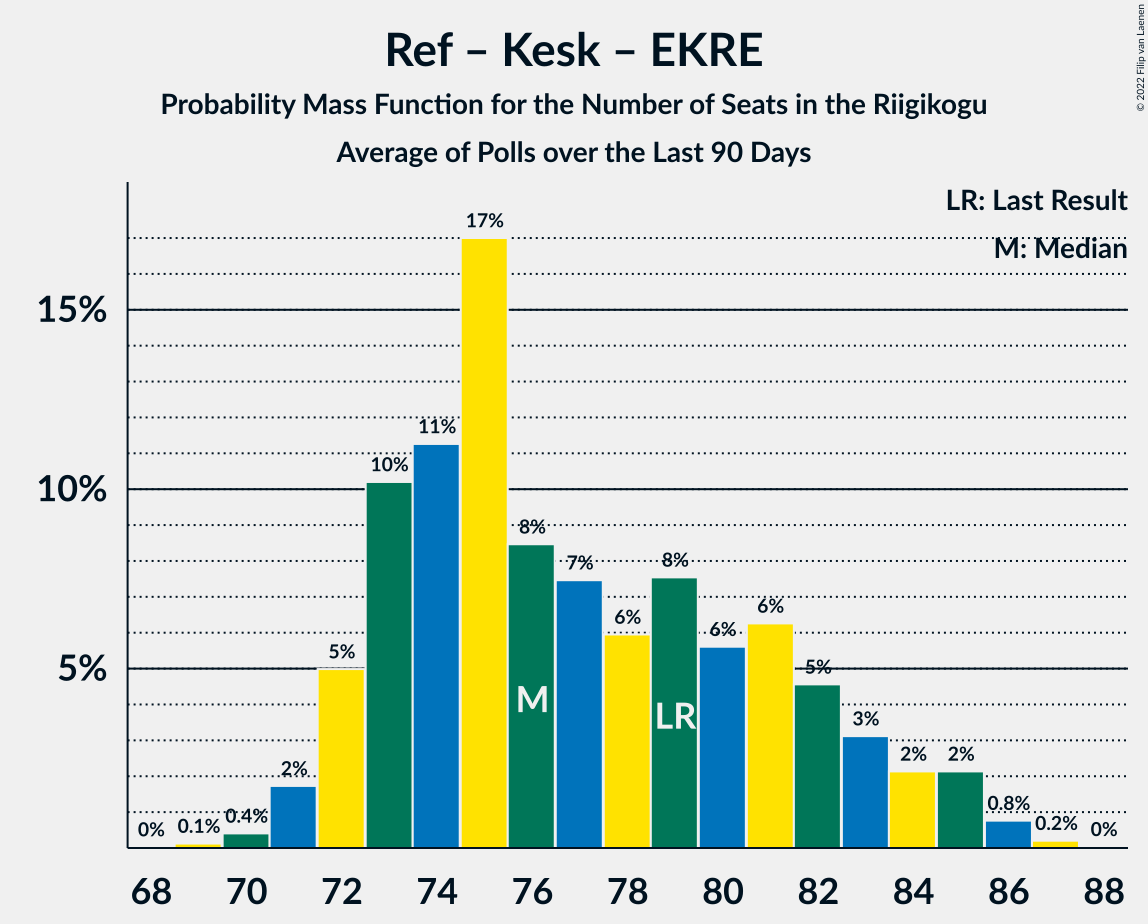 Ref – Kesk – EKRE
Probability Mass Function for the Number of Seats in the Riigikogu
Average of Polls over the Last 90 Days
© 2022 Filip van Laenen
LR: Last Result
M: Median
15%
10%
5%
0%
0.1%
0.4%
2%
5%
10%
11%
17%
8%
7%
6%
8%
6%
6%
5%
3%
2%
2%
0.8%
0.2%
0%
M
LR
68 70 72 74 76 78 80 82 84 86 88